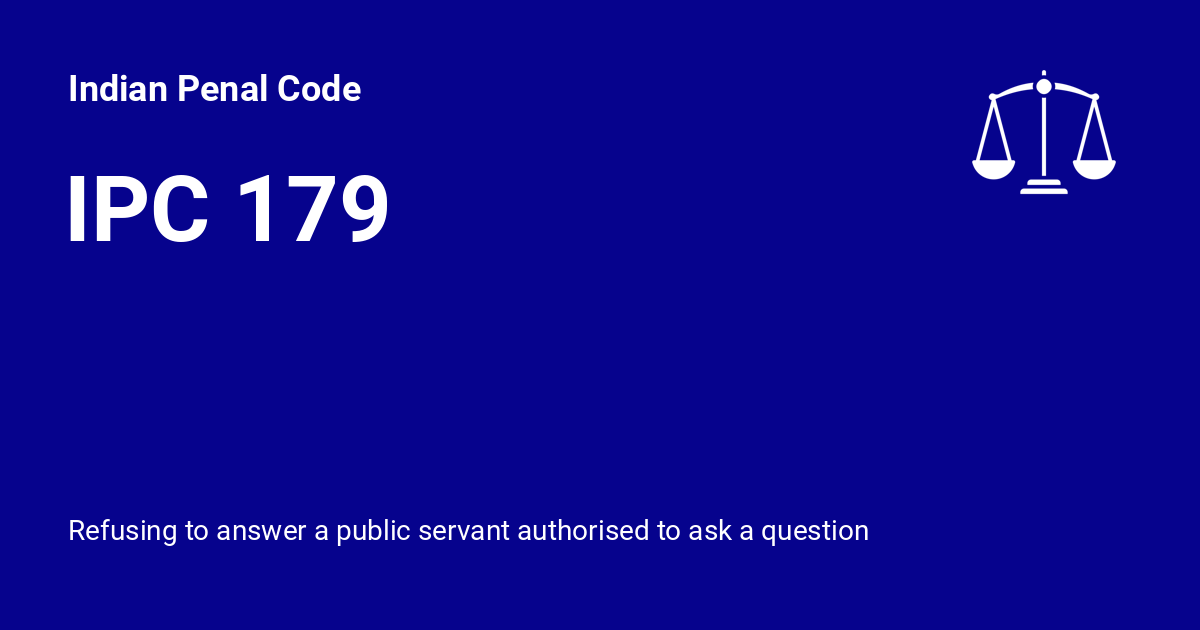 Indian Penal Code
IPC 179
Refusing to answer a public servant authorised to ask a question